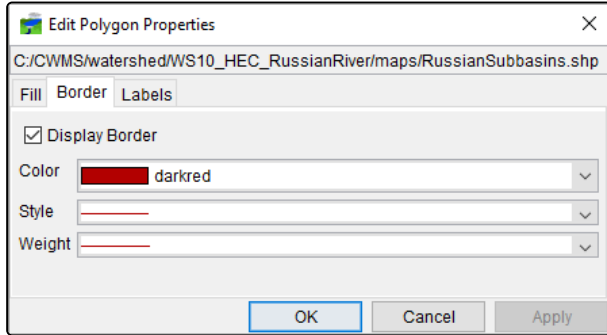 Edit Polygon Properties
C:/CWMS/watershed/WS10_HEC_RussianRiver/maps/RussianSubbasins.shp
Fill Border Labels
Display Border
Color darkred
Style
Weight
OK Cancel Apply